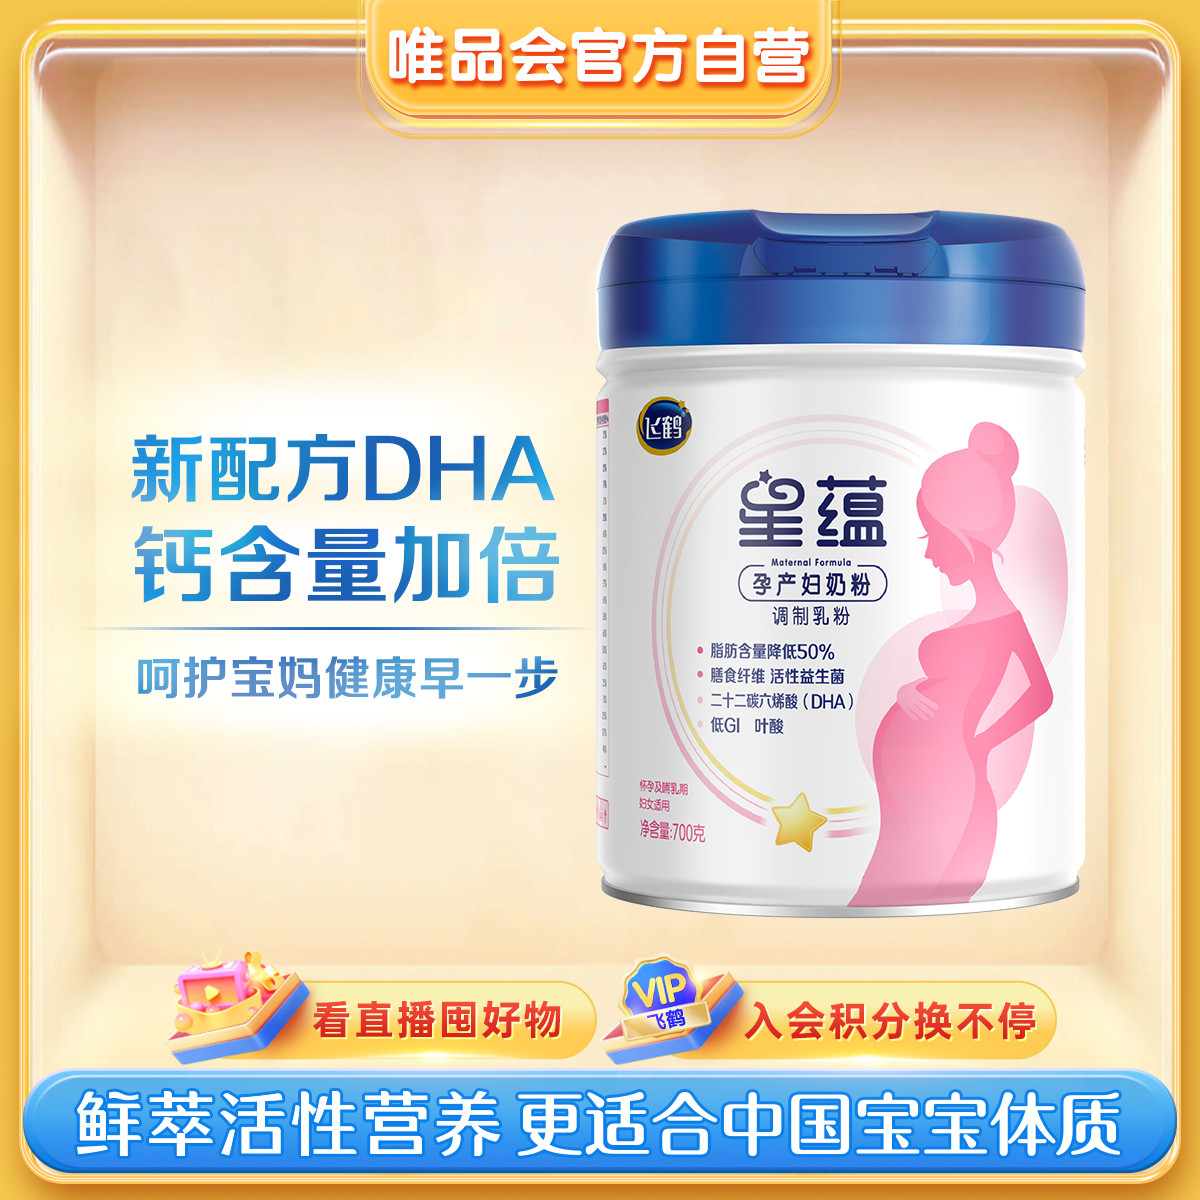 唯品会官方自营
新配方DHA
钙含量加倍
呵护宝妈健康早一步
飞鹤
星蕴
Maternal Formula
孕产妇奶粉
调制乳粉
脂肪含量降低50%
膳食纤维 活性益生菌
二十二碳六烯酸(DHA)
低GI 叶酸
怀孕及哺乳期
妇女适用
净含量:700克
看直播囤好物
VIP
飞鹤
入会积分换不停
鲜萃活性营养 更适合中国宝宝体质